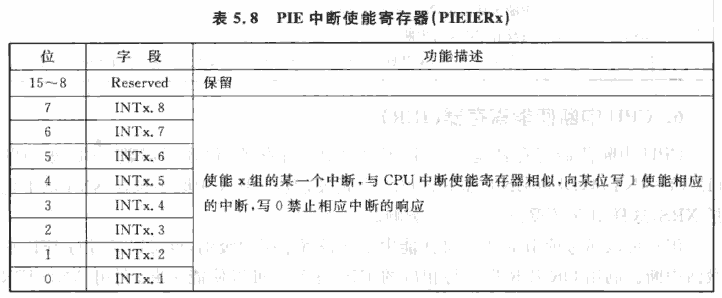 表 5.8 PIE 中断使能寄存器(PIEIERx)
位 字 段 功能描述
15～8 Reserved 保留
7 INTx.8
6 INTx.7
5 INTx.6
4 INTx.5
3 INTx.4
2 INTx.3
1 INTx.2
0 INTx.1
使能 x 组的某一个中断,与 CPU 中断使能寄存器相似,向某位写 1 使能相应
的中断,写 0 禁止相应中断的响应